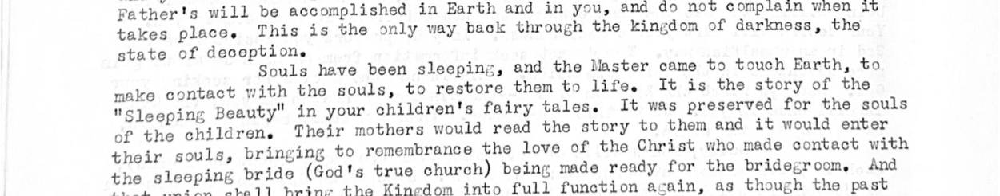 Father's will be accomplished in Earth and in you, and do not complain when it
takes place. This is the only way back through the kingdom of darkness, the
state of deception.
Souls have been sleeping, and the Master came to touch Earth, to
make contact with the souls, to restore them to life. It is the story of the
"Sleeping Beauty" in your children's fairy tales. It was preserved for the souls
of the children. Their mothers would read the story to them and it would enter
their souls, bringing to remembrance the love of the Christ who made contact with
the sleeping bride (God's true church) being made ready for the bridegroom. And
that union shall bring the Kingdom into full function again, as though the past